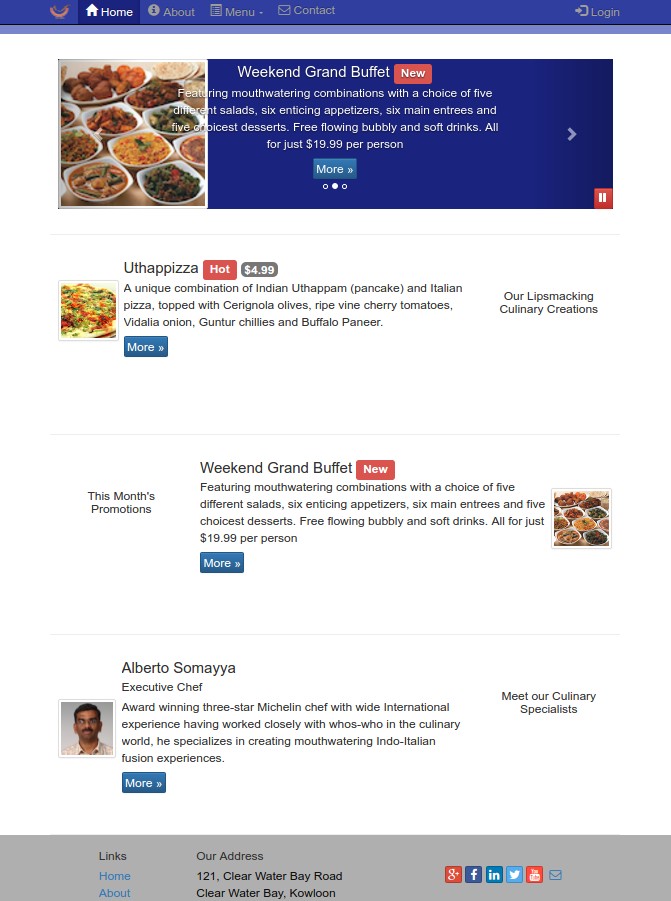 Home About Menu Contact Login
Weekend Grand Buffet New
Featuring mouthwatering combinations with a choice of five
different salads, six enticing appetizers, six main entrees and
five choicest desserts. Free flowing bubbly and soft drinks. All
for just $19.99 per person
More »
Uthappizza Hot $4.99
A unique combination of Indian Uthappam (pancake) and Italian
pizza, topped with Cerignola olives, ripe vine cherry tomatoes,
Vidalia onion, Guntur chillies and Buffalo Paneer.
More »
Our Lipsmacking
Culinary Creations
This Month's
Promotions
Weekend Grand Buffet New
Featuring mouthwatering combinations with a choice of five
different salads, six enticing appetizers, six main entrees and five
choicest desserts. Free flowing bubbly and soft drinks. All for just
$19.99 per person
More »
Alberto Somayya
Executive Chef
Award winning three-star Michelin chef with wide International
experience having worked closely with whos-who in the culinary
world, he specializes in creating mouthwatering Indo-Italian
fusion experiences.
More »
Meet our Culinary
Specialists
Links
Home
About
Our Address
121, Clear Water Bay Road
Clear Water Bay, Kowloon
g+ f in You Tube